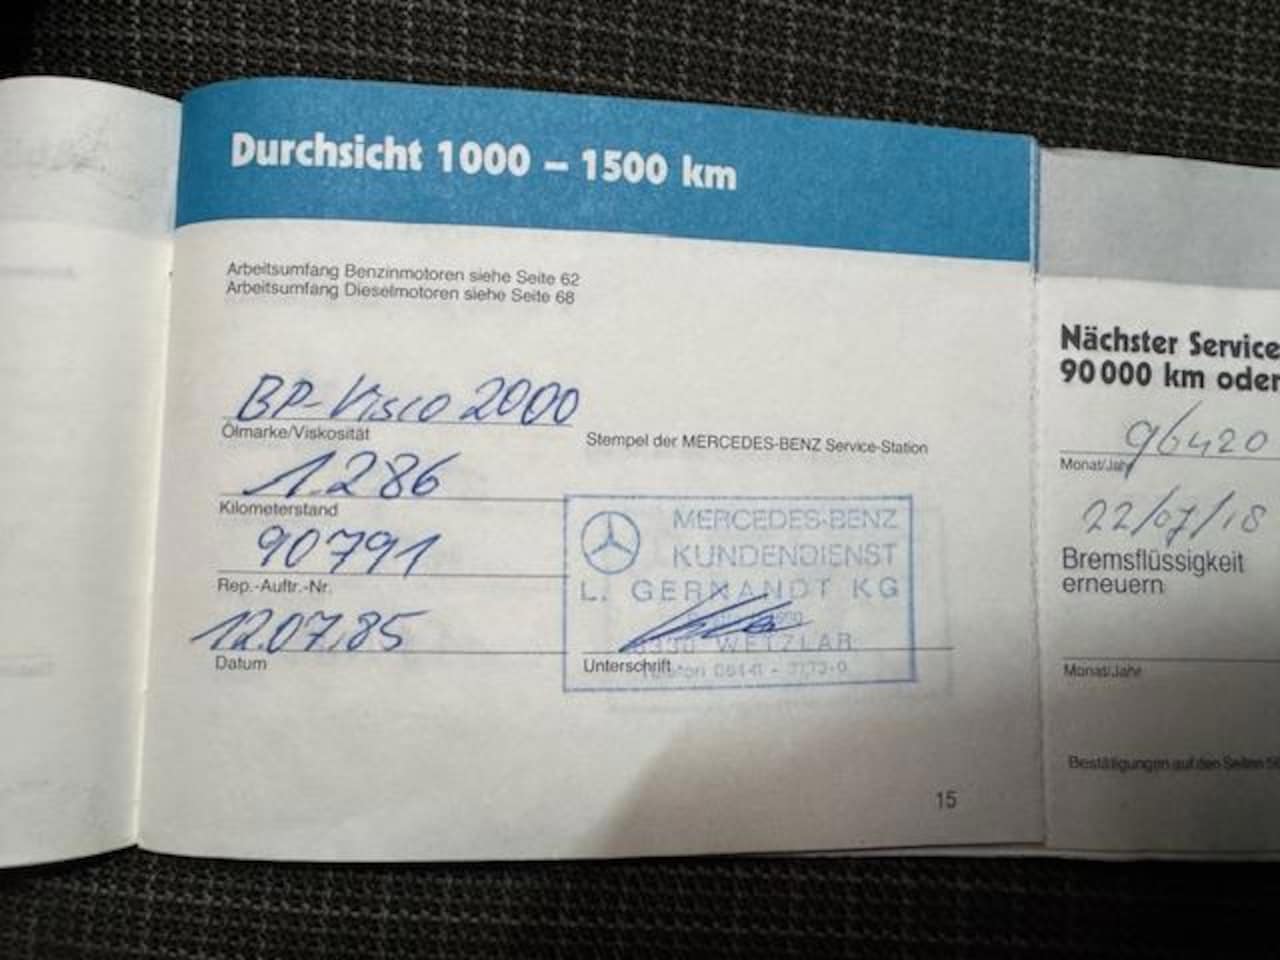 Durchsicht 1000 – 1500 km
Arbeitsumfang Benzinmotoren siehe Seite 62
Arbeitsumfang Dieselmotoren siehe Seite 68
BP-Visco 2000
Ölmarke/Viskosität
Stempel der MERCEDES-BENZ Service-Station
1.286
Kilometerstand
90791
Rep.-Auftr.-Nr.
12.07.85
Datum
MERCEDES-BENZ
KUNDENDIENST
L. GERNANDT KG
WETZLAR
Unterschrift
15
Nächster Service
90000 km oder
96420
Monat/Jahr
22/07/18
Bremsflüssigkeit
erneuern
Monat/Jahr
Bestätigungen auf den Seiten